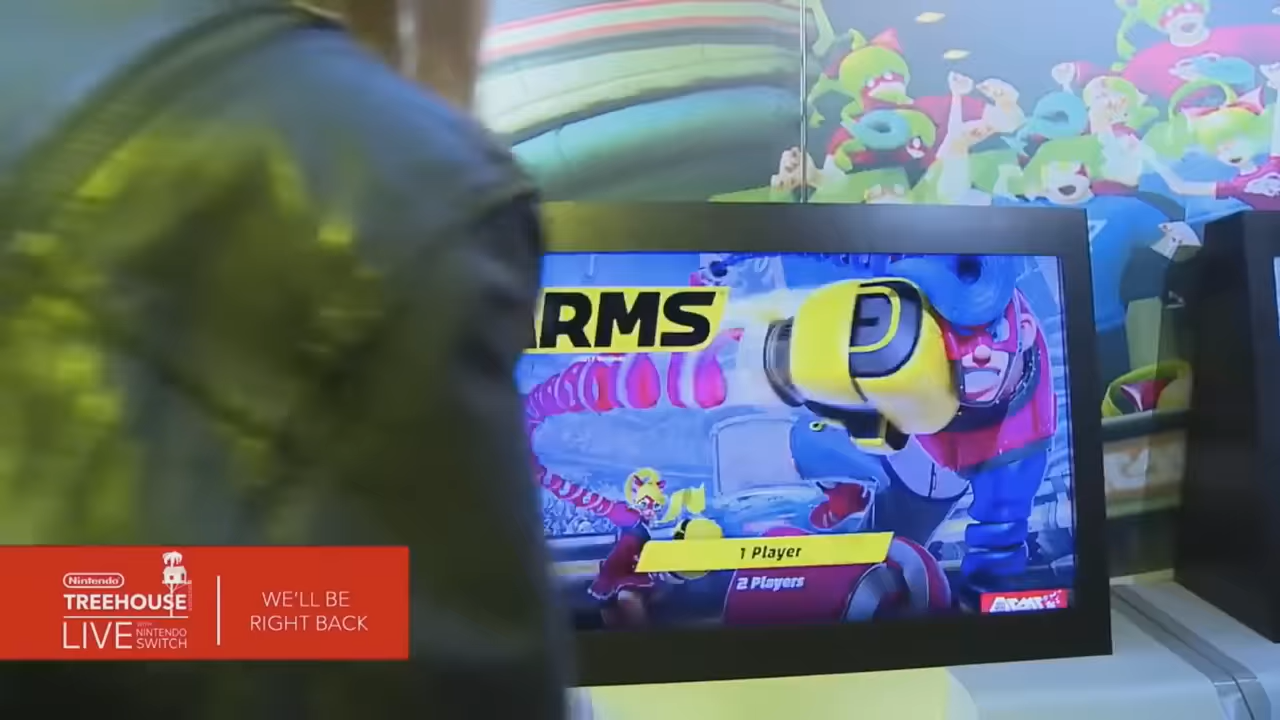 ARMS
1 Player
2 Players
Nintendo
TREEHOUSE
LIVE WITH NINTENDO SWITCH
WE'LL BE
RIGHT BACK